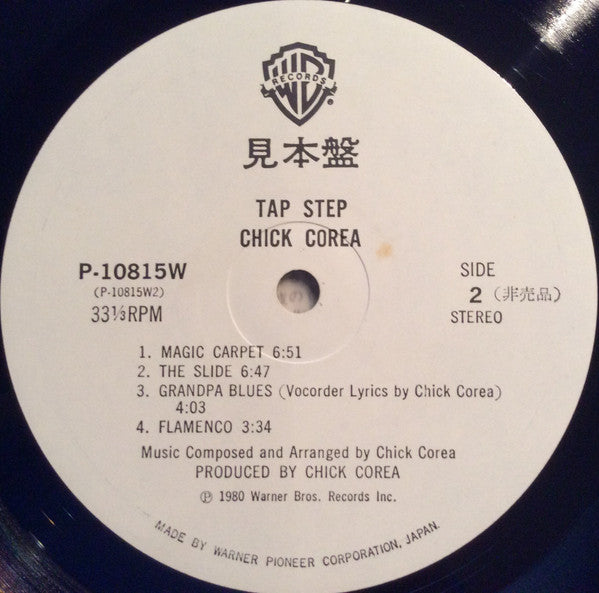 WB
RECORDS
®
見本盤
TAP STEP
CHICK COREA
P-10815W
(P-10815W2)
33⅓RPM
SIDE
2 (非売品)
STEREO
1. MAGIC CARPET 6:51
2. THE SLIDE 6:47
3. GRANDPA BLUES (Vocorder Lyrics by Chick Corea)
4:03
4. FLAMENCO 3:34
Music Composed and Arranged by Chick Corea
PRODUCED BY CHICK COREA
Ⓟ 1980 Warner Bros. Records Inc.
MADE BY WARNER PIONEER CORPORATION, JAPAN.